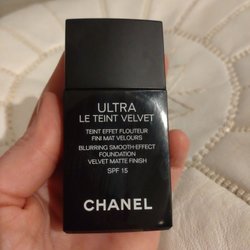 ULTRA
LE TEINT VELVET
TEINT EFFET FLOUTEUR
FINI MAT VELOURS
BLURRING SMOOTH-EFFECT
FOUNDATION
VELVET MATTE FINISH
SPF 15
CHANEL